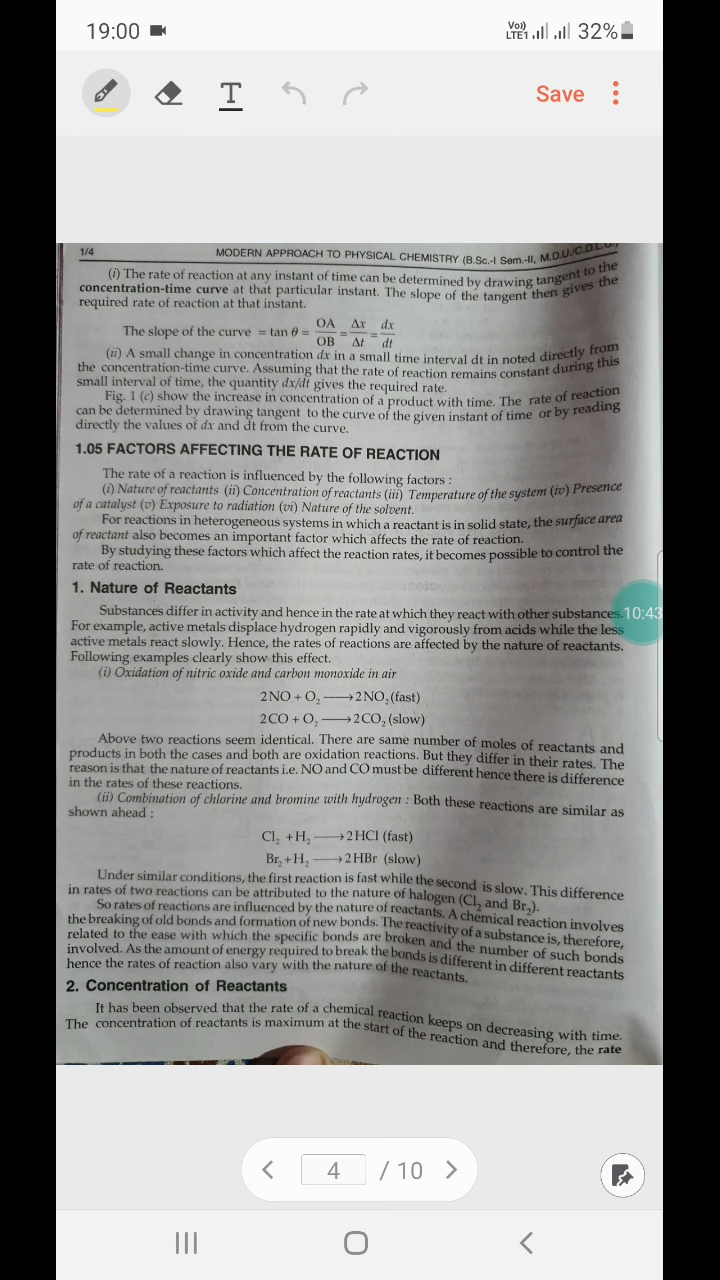 19:00
Vo)) LTE1 32%
T Save
1/4 MODERN APPROACH TO PHYSICAL CHEMISTRY (B.Sc.-I Sem.-II, M.D.U./C.D.L.U.)
(i) The rate of reaction at any instant of time can be determined by drawing tangent to the
concentration-time curve at that particular instant. The slope of the tangent then gives the
required rate of reaction at that instant.
The slope of the curve = tan θ = OA/OB = Δx/Δt = dx/dt
(ii) A small change in concentration dx in a small time interval dt in noted directly from
the concentration-time curve. Assuming that the rate of reaction remains constant during this
small interval of time, the quantity dx/dt gives the required rate.
Fig. 1 (c) show the increase in concentration of a product with time. The rate of reaction
can be determined by drawing tangent to the curve of the given instant of time or by reading
directly the values of dx and dt from the curve.
1.05 FACTORS AFFECTING THE RATE OF REACTION
The rate of a reaction is influenced by the following factors :
(i) Nature of reactants (ii) Concentration of reactants (iii) Temperature of the system (iv) Presence
of a catalyst (v) Exposure to radiation (vi) Nature of the solvent.
For reactions in heterogeneous systems in which a reactant is in solid state, the surface area
of reactant also becomes an important factor which affects the rate of reaction.
By studying these factors which affect the reaction rates, it becomes possible to control the
rate of reaction.
1. Nature of Reactants
Substances differ in activity and hence in the rate at which they react with other substances.
10:43
For example, active metals displace hydrogen rapidly and vigorously from acids while the less
active metals react slowly. Hence, the rates of reactions are affected by the nature of reactants.
Following examples clearly show this effect.
(i) Oxidation of nitric oxide and carbon monoxide in air
2NO + O₂ ⟶ 2NO₂ (fast)
2CO + O₂ ⟶ 2CO₂ (slow)
Above two reactions seem identical. There are same number of moles of reactants and
products in both the cases and both are oxidation reactions. But they differ in their rates. The
reason is that the nature of reactants i.e. NO and CO must be different hence there is difference
in the rates of these reactions.
(ii) Combination of chlorine and bromine with hydrogen : Both these reactions are similar as
shown ahead :
Cl₂ + H₂ ⟶ 2HCl (fast)
Br₂ + H₂ ⟶ 2HBr (slow)
Under similar conditions, the first reaction is fast while the second is slow. This difference
in rates of two reactions can be attributed to the nature of halogen (Cl₂ and Br₂).
So rates of reactions are influenced by the nature of reactants. A chemical reaction involves
the breaking of old bonds and formation of new bonds. The reactivity of a substance is, therefore,
related to the ease with which the specific bonds are broken and the number of such bonds
involved. As the amount of energy required to break the bonds is different in different reactants
hence the rates of reaction also vary with the nature of the reactants.
2. Concentration of Reactants
It has been observed that the rate of a chemical reaction keeps on decreasing with time.
The concentration of reactants is maximum at the start of the reaction and therefore, the rate
4 / 10